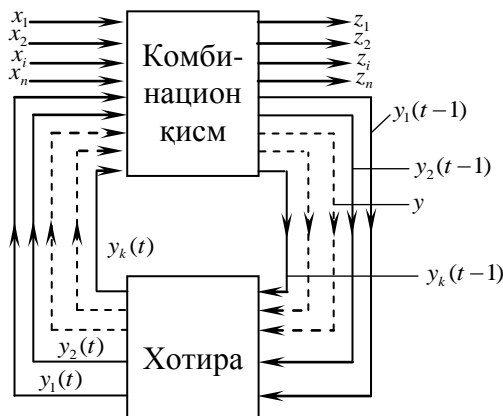 x₁
x₂
xᵢ
xₙ
Комби-
национ
қисм
z₁
z₂
zᵢ
zₙ
y₁(t−1)
y₂(t−1)
y
yₖ(t)
yₖ(t−1)
Хотира
y₂(t)
y₁(t)